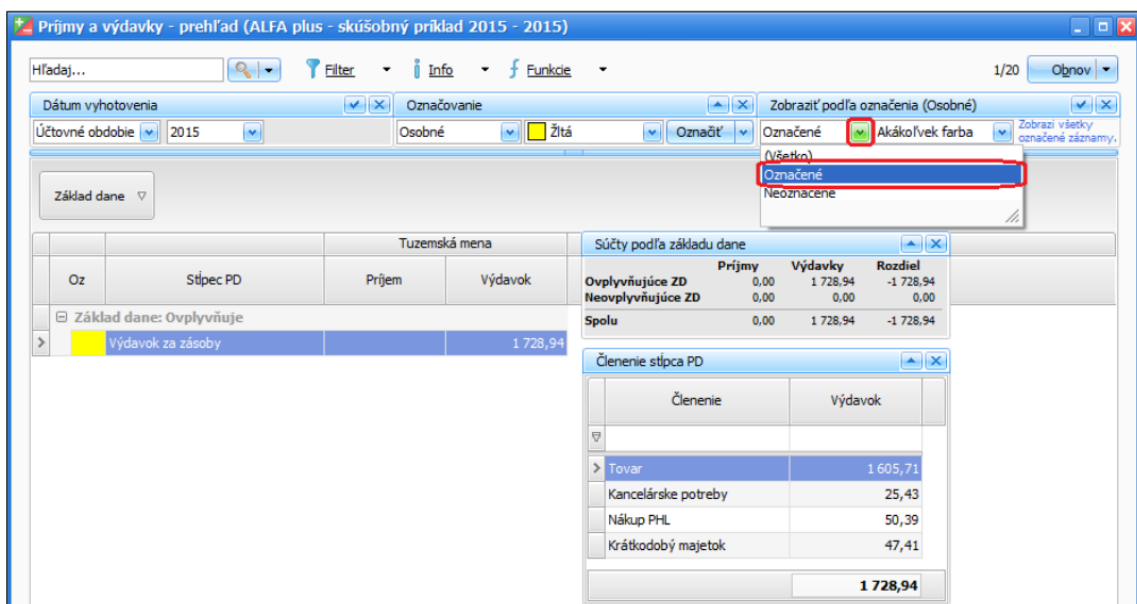 Príjmy a výdavky - prehľad (ALFA plus - skúšobný príklad 2015 - 2015)
Hľadaj... Filter Info Funkcie 1/20 Obnov
Dátum vyhotovenia Označovanie Zobraziť podľa označenia (Osobné)
Účtovné obdobie 2015 Osobné Žltá Označiť Označené Akákoľvek farba Zobrazí všetky
označené záznamy.
(Všetko)
Označené
Neoznačené
Základ dane
Tuzemská mena
Oz Stĺpec PD Príjem Výdavok
Základ dane: Ovplyvňuje
Výdavok za zásoby 1 728,94
Súčty podľa základu dane
Príjmy Výdavky Rozdiel
Ovplyvňujúce ZD 0,00 1 728,94 -1 728,94
Neovplyvňujúce ZD 0,00 0,00 0,00
Spolu 0,00 1 728,94 -1 728,94
Členenie stĺpca PD
Členenie Výdavok
Tovar 1 605,71
Kancelárske potreby 25,43
Nákup PHL 50,39
Krátkodobý majetok 47,41
1 728,94